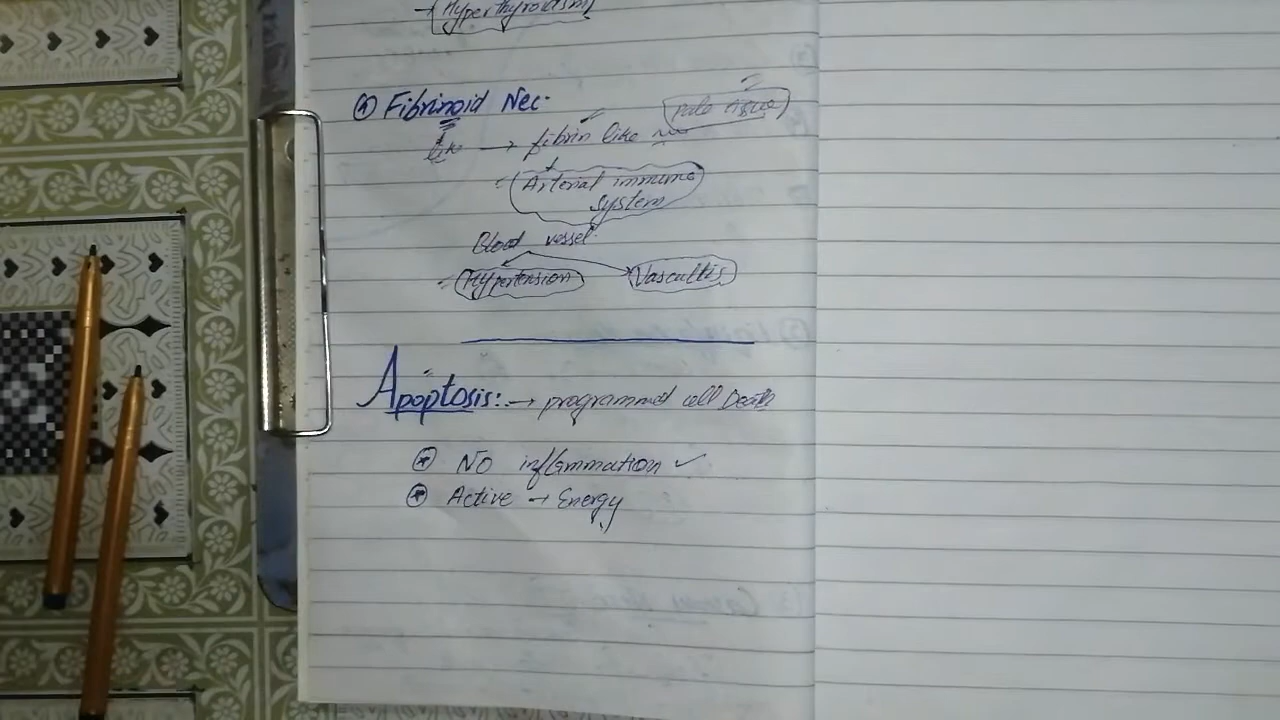 → Hyperthyroidism
Fibrinoid Nec.
pale
like → fibrin like
Arterial immune
system
Blood vessel
Hypertension Vasculitis
Apoptosis: → programmed cell Death
No inflammation ✓
Active → Energy